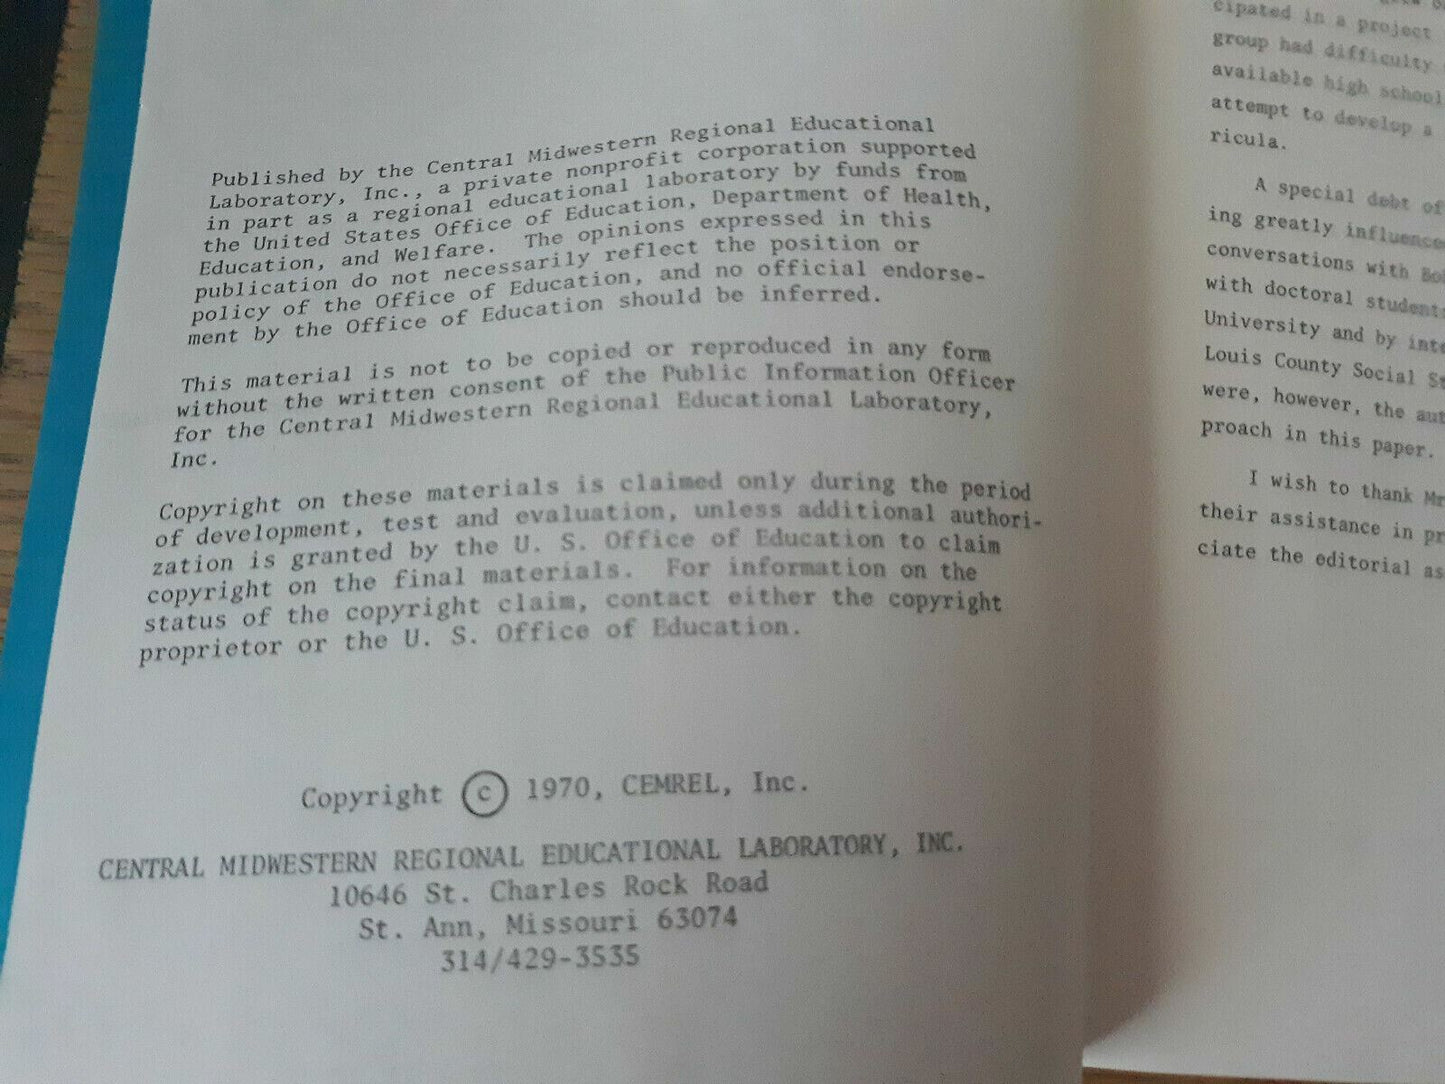 Published by the Central Midwestern Regional Educational
Laboratory, Inc., a private nonprofit corporation supported
in part as a regional educational laboratory by funds from
the United States Office of Education, Department of Health,
Education, and Welfare. The opinions expressed in this
publication do not necessarily reflect the position or
policy of the Office of Education, and no official endorse-
ment by the Office of Education should be inferred.
This material is not to be copied or reproduced in any form
without the written consent of the Public Information Officer
for the Central Midwestern Regional Educational Laboratory,
Inc.
Copyright on these materials is claimed only during the period
of development, test and evaluation, unless additional authori-
zation is granted by the U. S. Office of Education to claim
copyright on the final materials. For information on the
status of the copyright claim, contact either the copyright
proprietor or the U. S. Office of Education.
Copyright © 1970, CEMREL, Inc.
CENTRAL MIDWESTERN REGIONAL EDUCATIONAL LABORATORY, INC.
10646 St. Charles Rock Road
St. Ann, Missouri 63074
314/429-3535
cipated in a project
group had difficulty
available high school
attempt to develop a
ricula.
A special debt of
ing greatly influence
conversations with
with doctoral student
University and by
Louis County Social
were, however, the
proach in this paper.
I wish to thank
their assistance in
ciate the editorial